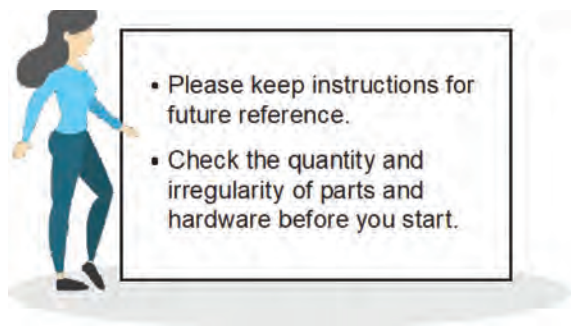 • Please keep instructions for
future reference.
• Check the quantity and
irregularity of parts and
hardware before you start.